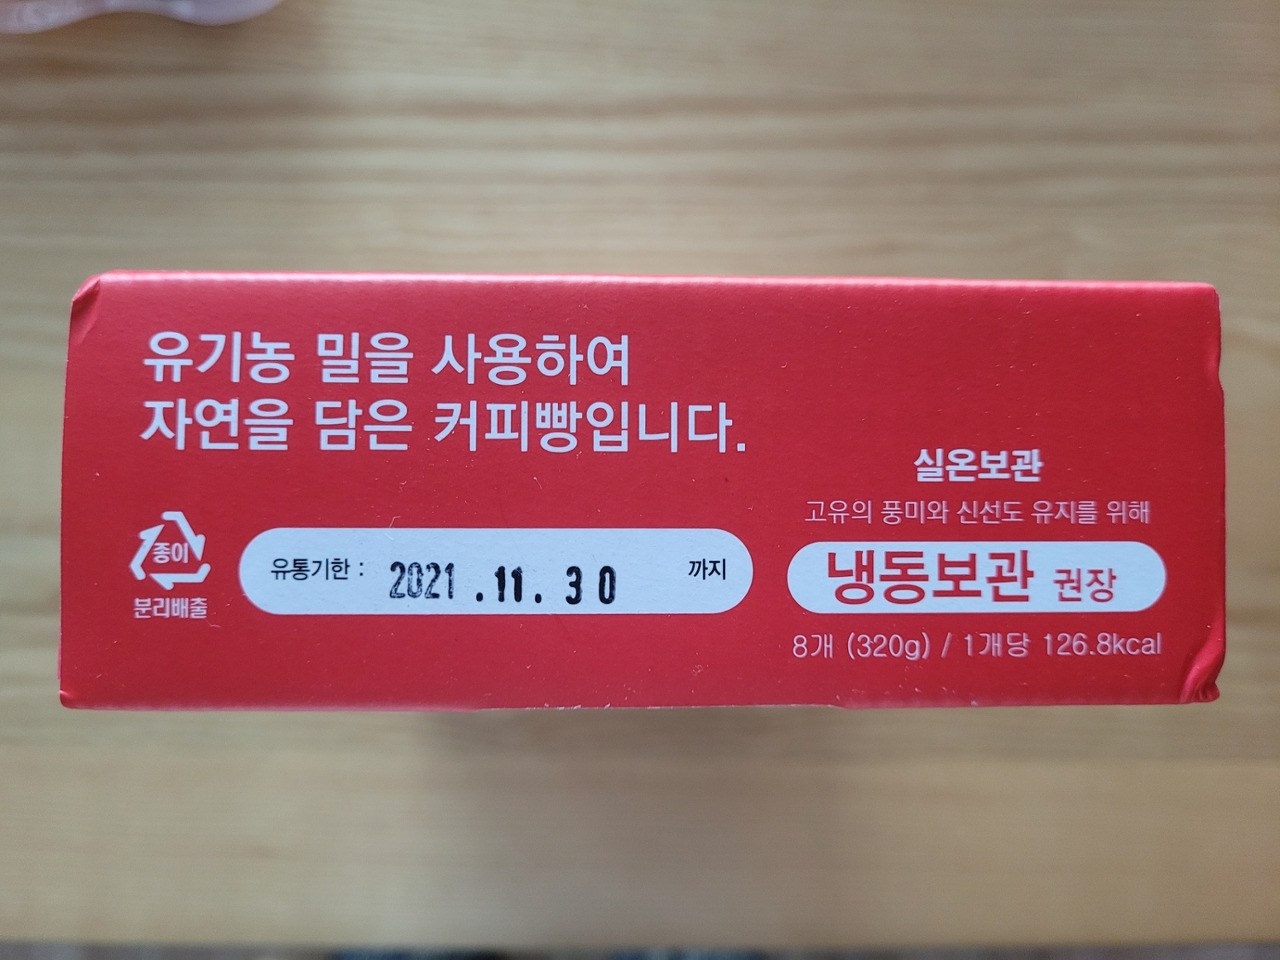 유기농 밀을 사용하여
자연을 담은 커피빵입니다.
종이
분리배출
유통기한 : 2021 .11. 30 까지
실온보관
고유의 풍미와 신선도 유지를 위해
냉동보관 권장
8개 (320g) / 1개당 126.8kcal